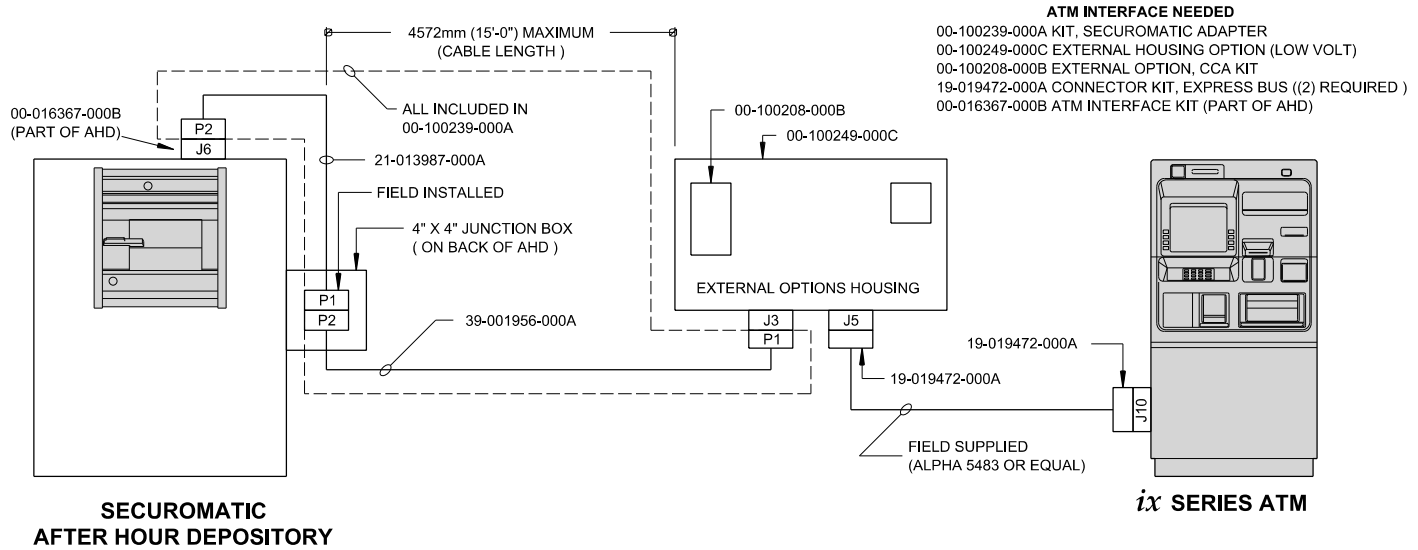 ATM INTERFACE NEEDED
00-100239-000A KIT, SECUROMATIC ADAPTER
00-100249-000C EXTERNAL HOUSING OPTION (LOW VOLT)
00-100208-000B EXTERNAL OPTION, CCA KIT
19-019472-000A CONNECTOR KIT, EXPRESS BUS ((2) REQUIRED )
00-016367-000B ATM INTERFACE KIT (PART OF AHD)
4572mm (15'-0") MAXIMUM
(CABLE LENGTH )
00-016367-000B
(PART OF AHD)
ALL INCLUDED IN
00-100239-000A
P2
J6
21-013987-000A
FIELD INSTALLED
4" X 4" JUNCTION BOX
( ON BACK OF AHD )
P1
P2
39-001956-000A
00-100208-000B
00-100249-000C
EXTERNAL OPTIONS HOUSING
J3
P1
J5
19-019472-000A
19-019472-000A
J10
FIELD SUPPLIED
(ALPHA 5483 OR EQUAL)
SECUROMATIC
AFTER HOUR DEPOSITORY
ix SERIES ATM